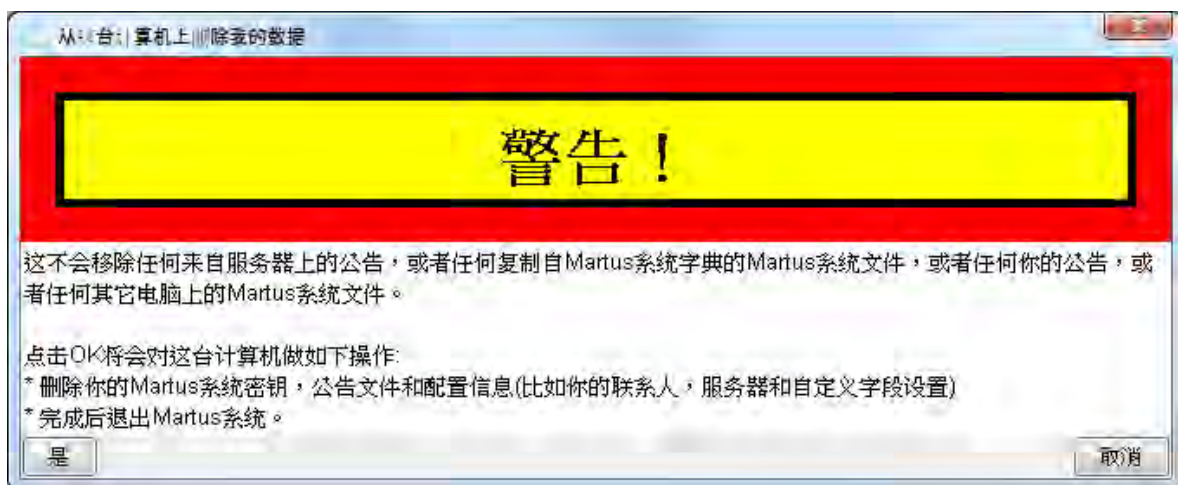 从这台计算机上删除我的数据
警告！
这不会移除任何来自服务器上的公告，或者任何复制自Martus系统字典的Martus系统文件，或者任何你的公告，或
者任何其它电脑上的Martus系统文件。
点击OK将会对这台计算机做如下操作:
* 删除你的Martus系统密钥，公告文件和配置信息(比如你的联系人，服务器和自定义字段设置)
* 完成后退出Martus系统。
是
取消